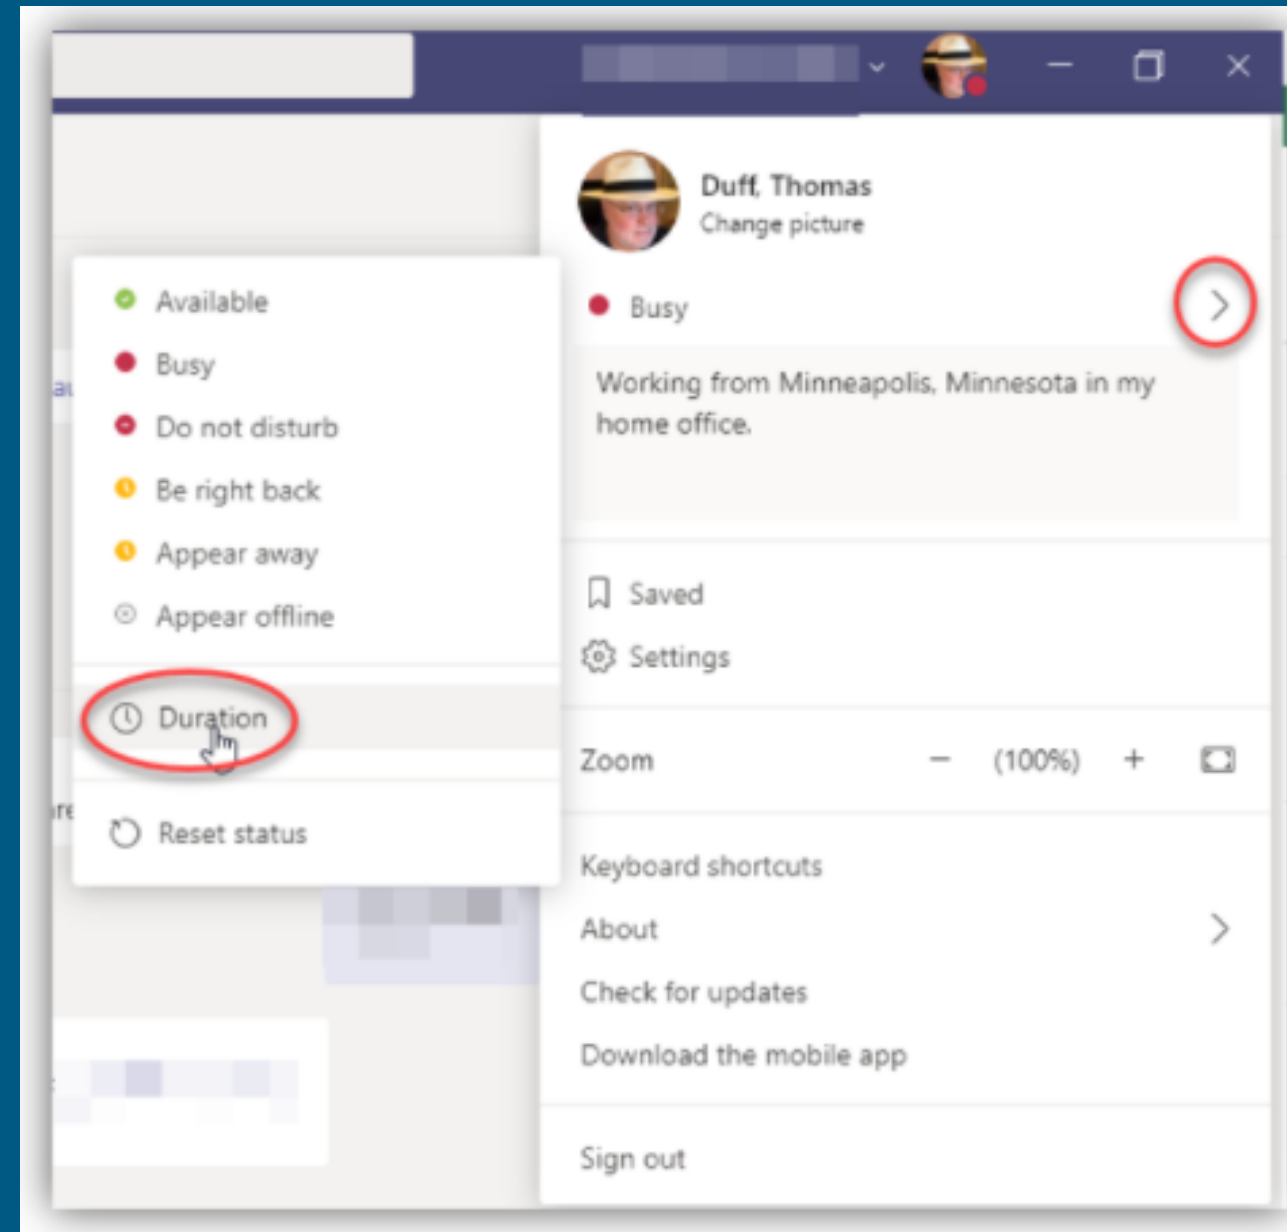 Duff, Thomas
Change picture
Busy
Working from Minneapolis, Minnesota in my
home office.
Available
Busy
Do not disturb
Be right back
Appear away
Appear offline
Duration
Reset status
Saved
Settings
Zoom — (100%) +
Keyboard shortcuts
About
Check for updates
Download the mobile app
Sign out